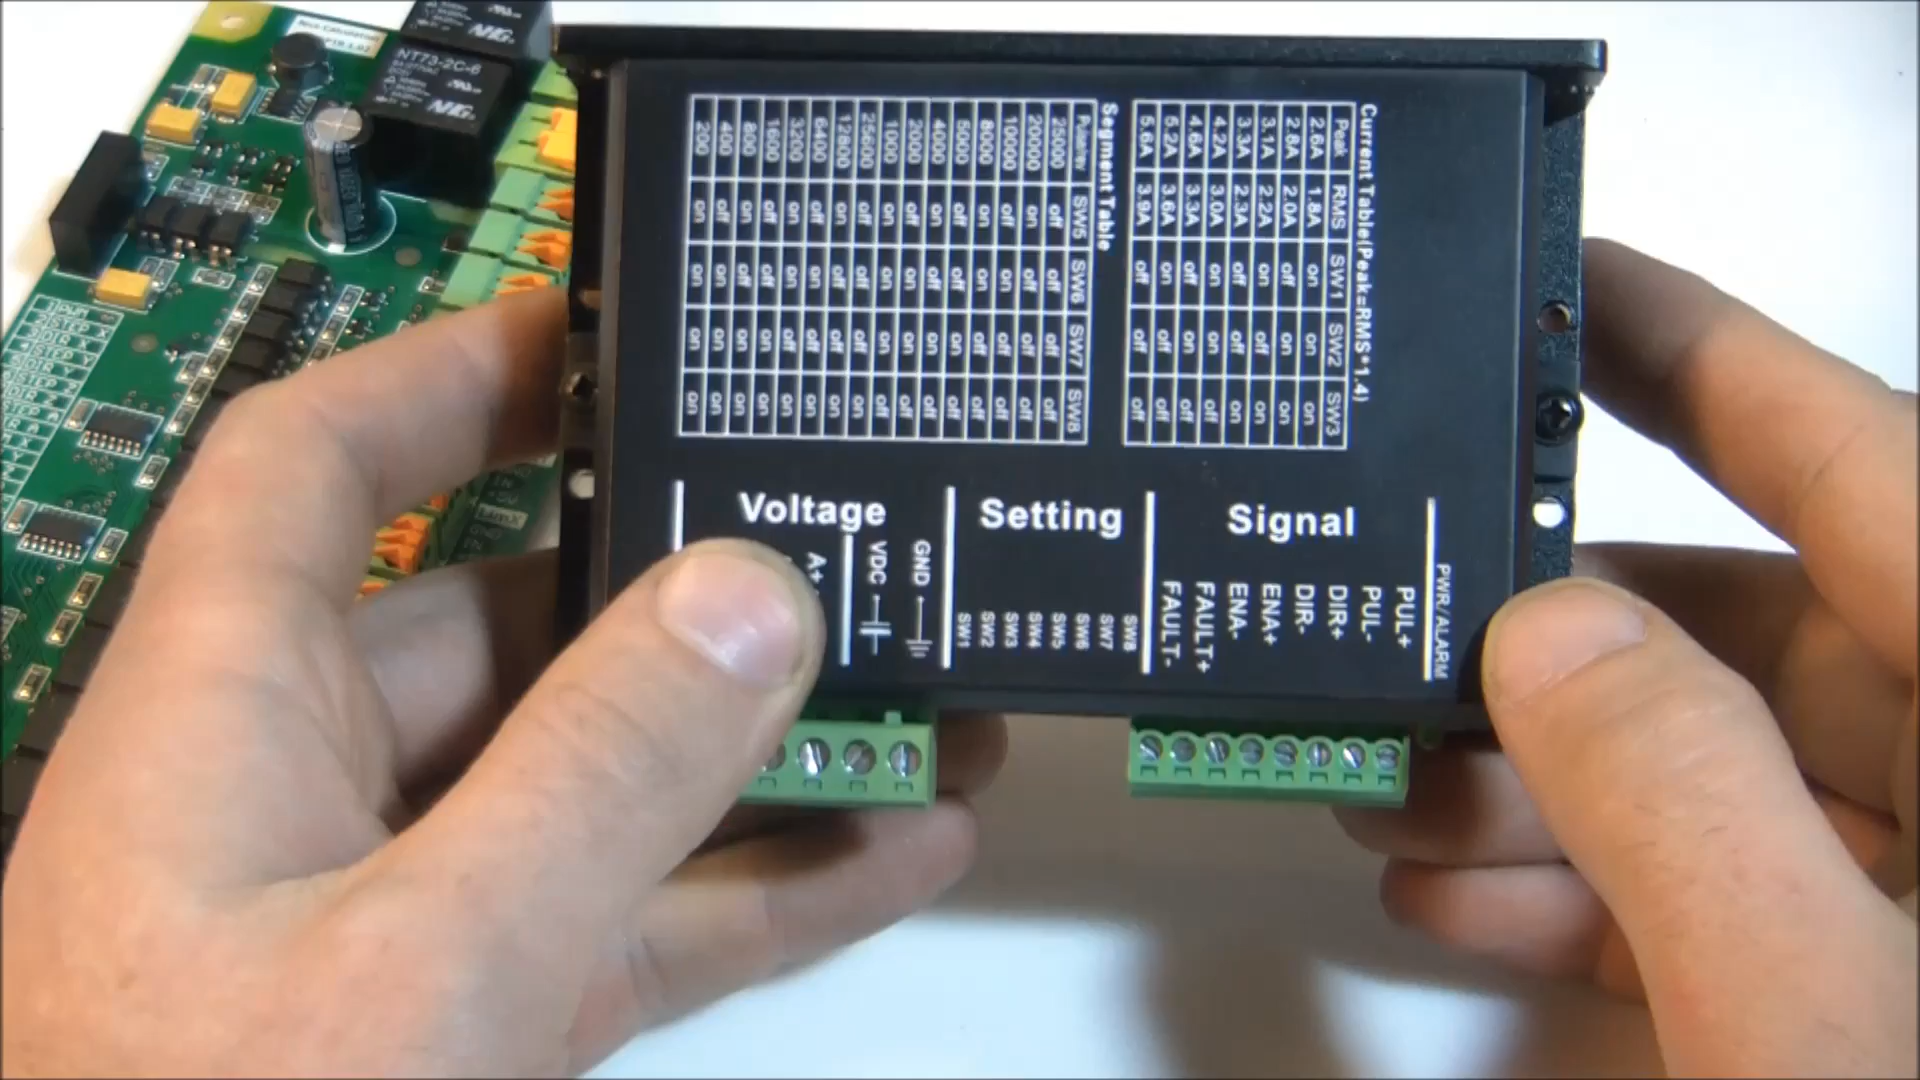 Current Table(Peak=RMS*1.4)
Peak RMS SW1 SW2 SW3
2.6A 1.8A on on on
2.8A 2.0A off on on
3.1A 2.2A on off on
3.3A 2.3A off off on
4.2A 3.0A on on off
4.6A 3.3A off on off
5.2A 3.6A on off off
5.6A 3.9A off off off
Segment Table
Pulse/rev SW5 SW6 SW7 SW8
25000 off off off off
20000 on off off off
10000 off on off off
8000 on on off off
5000 off off on off
4000 on off on off
2000 off on on off
1000 on on on off
25600 off off off on
12800 on off off on
6400 off on off on
3200 on on off on
1600 off off on on
800 on off on on
400 off on on on
200 on on on on
Voltage
A+
VDC
GND
Setting
SW1
SW2
SW3
SW4
SW5
SW6
SW7
SW8
Signal
FAULT-
FAULT+
ENA-
ENA+
DIR-
DIR+
PUL-
PUL+
PWR/ALARM
NT73-2C-6
NHG